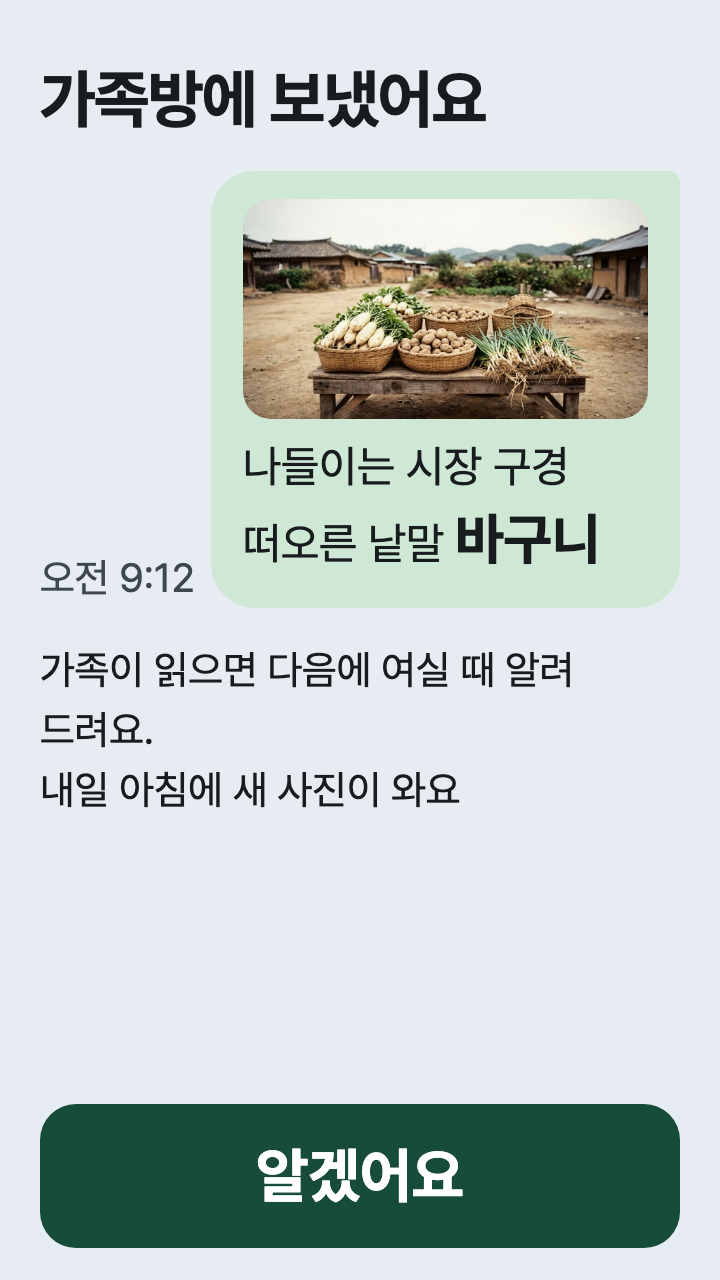 가족방에 보냈어요
나들이는 시장 구경
떠오른 낱말 바구니
오전 9:12
가족이 읽으면 다음에 여실 때 알려
드려요.
내일 아침에 새 사진이 와요
알겠어요